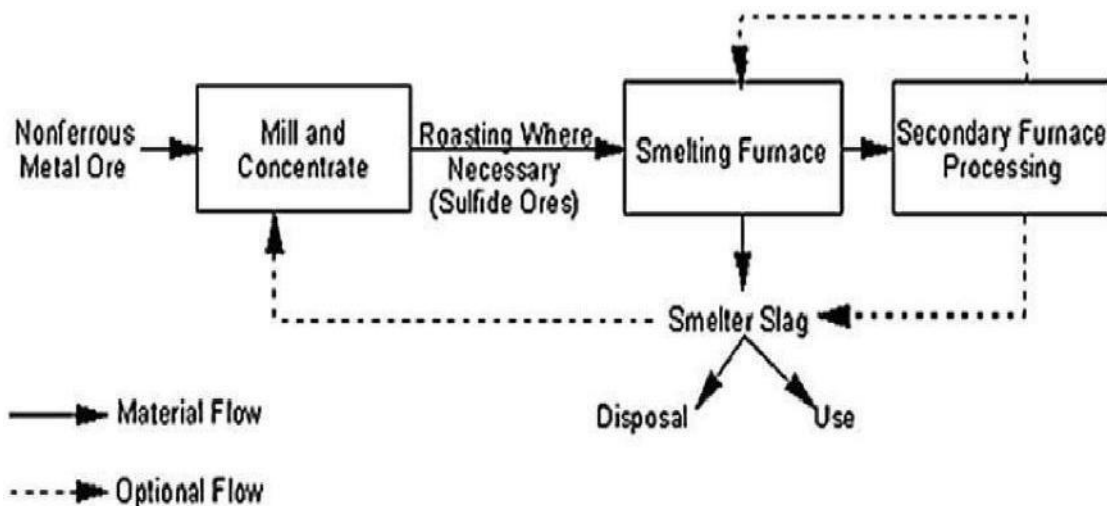 Nonferrous
Metal Ore
Mill and
Concentrate
Roasting Where
Necessary
(Sulfide Ores)
Smelting Furnace
Secondary Furnace
Processing
Smelter Slag
Disposal
Use
Material Flow
Optional Flow